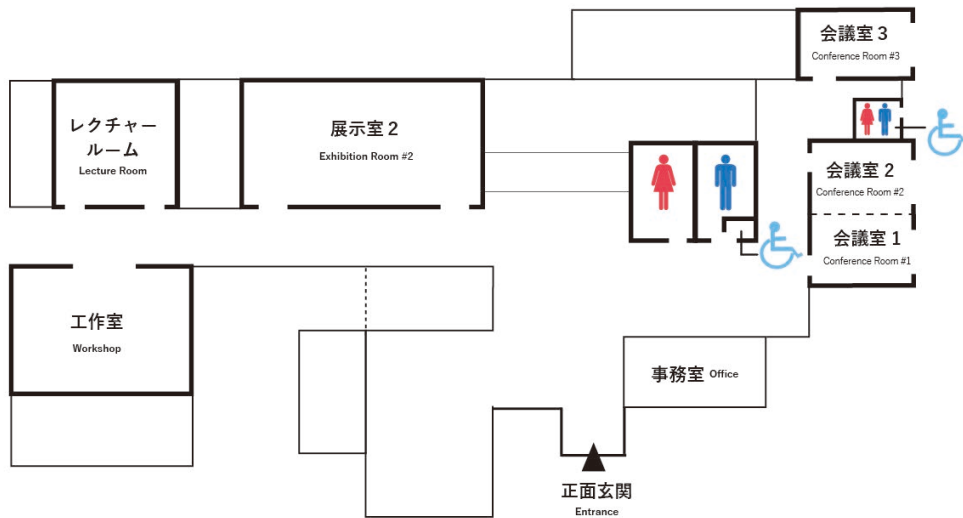 会議室 3
Conference Room #3
レクチャー
ルーム
Lecture Room
展示室 2
Exhibition Room #2
会議室 2
Conference Room #2
会議室 1
Conference Room #1
工作室
Workshop
事務室 Office
正面玄関
Entrance